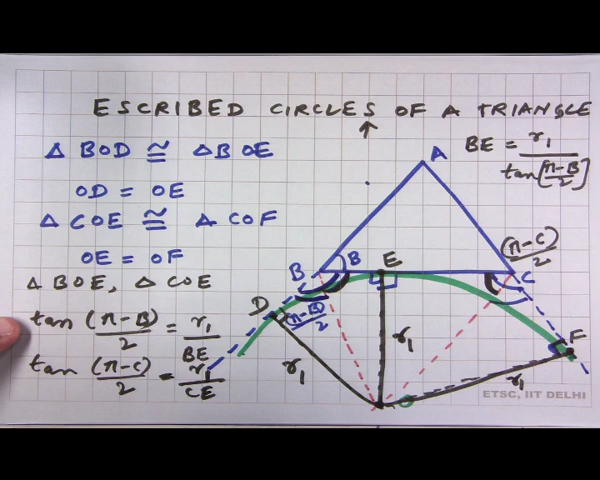 ESCRIBED CIRCLES OF A TRIANGLE
↑
Δ BOD ≅ ΔBOE
OD = OE
Δ COE ≅ Δ COF
OE = OF
Δ BOE, Δ COE
tan (π-B)/2 = r₁/BE
tan (π-C)/2 = r₁/CE
BE = r₁/tan(π-B/2)
A
(π-C)/2
B
B
E
C
D
(π-B)/2
F
r₁
r₁
r₁
O
ETSC, IIT DELHI